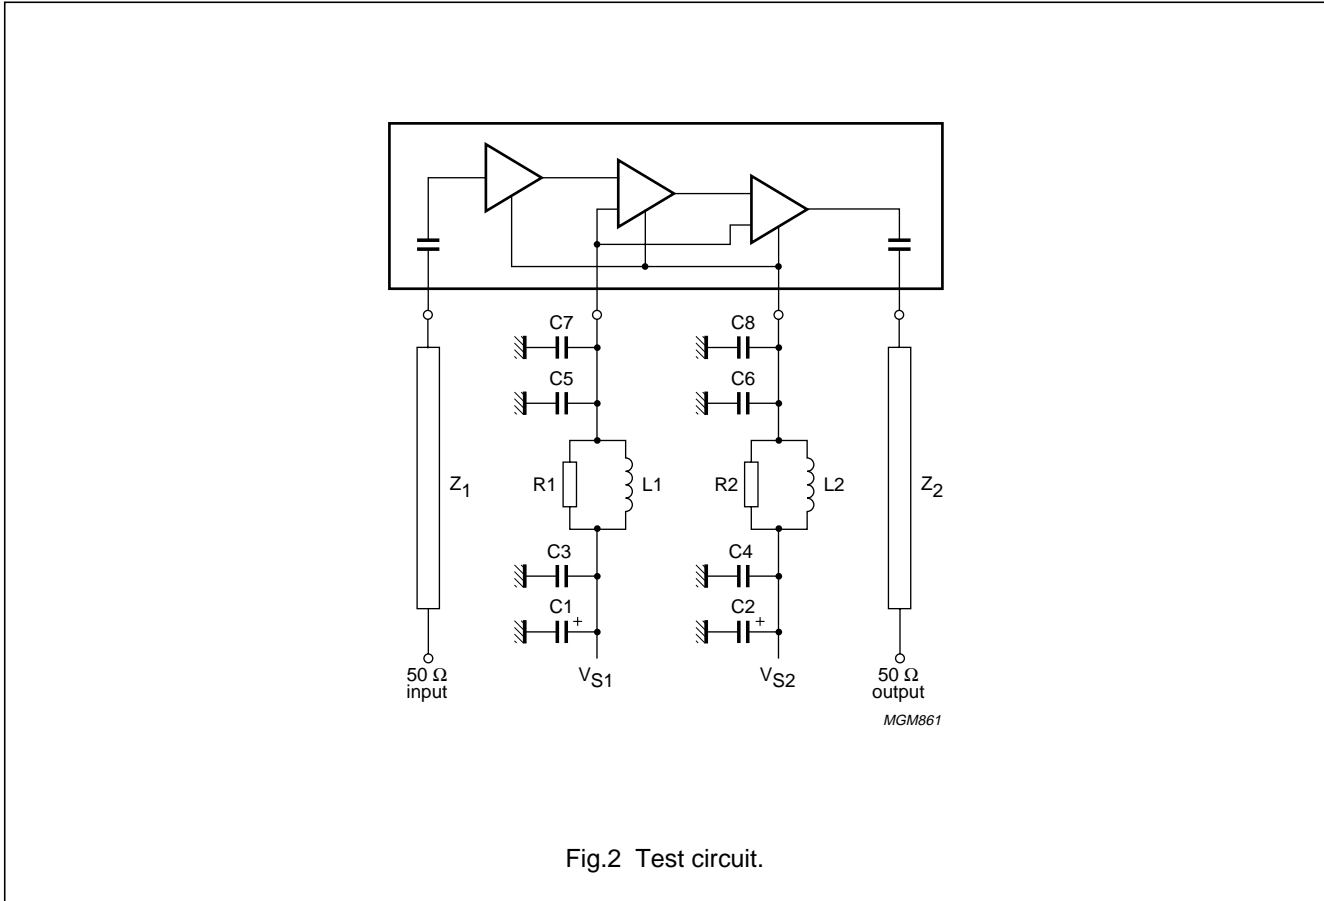 C7
C8
C5
C6
Z1
R1
L1
R2
L2
Z2
C3
C4
C1
+
C2
+
50 Ω
input
VS1
VS2
50 Ω
output
MGM861
Fig.2 Test circuit.